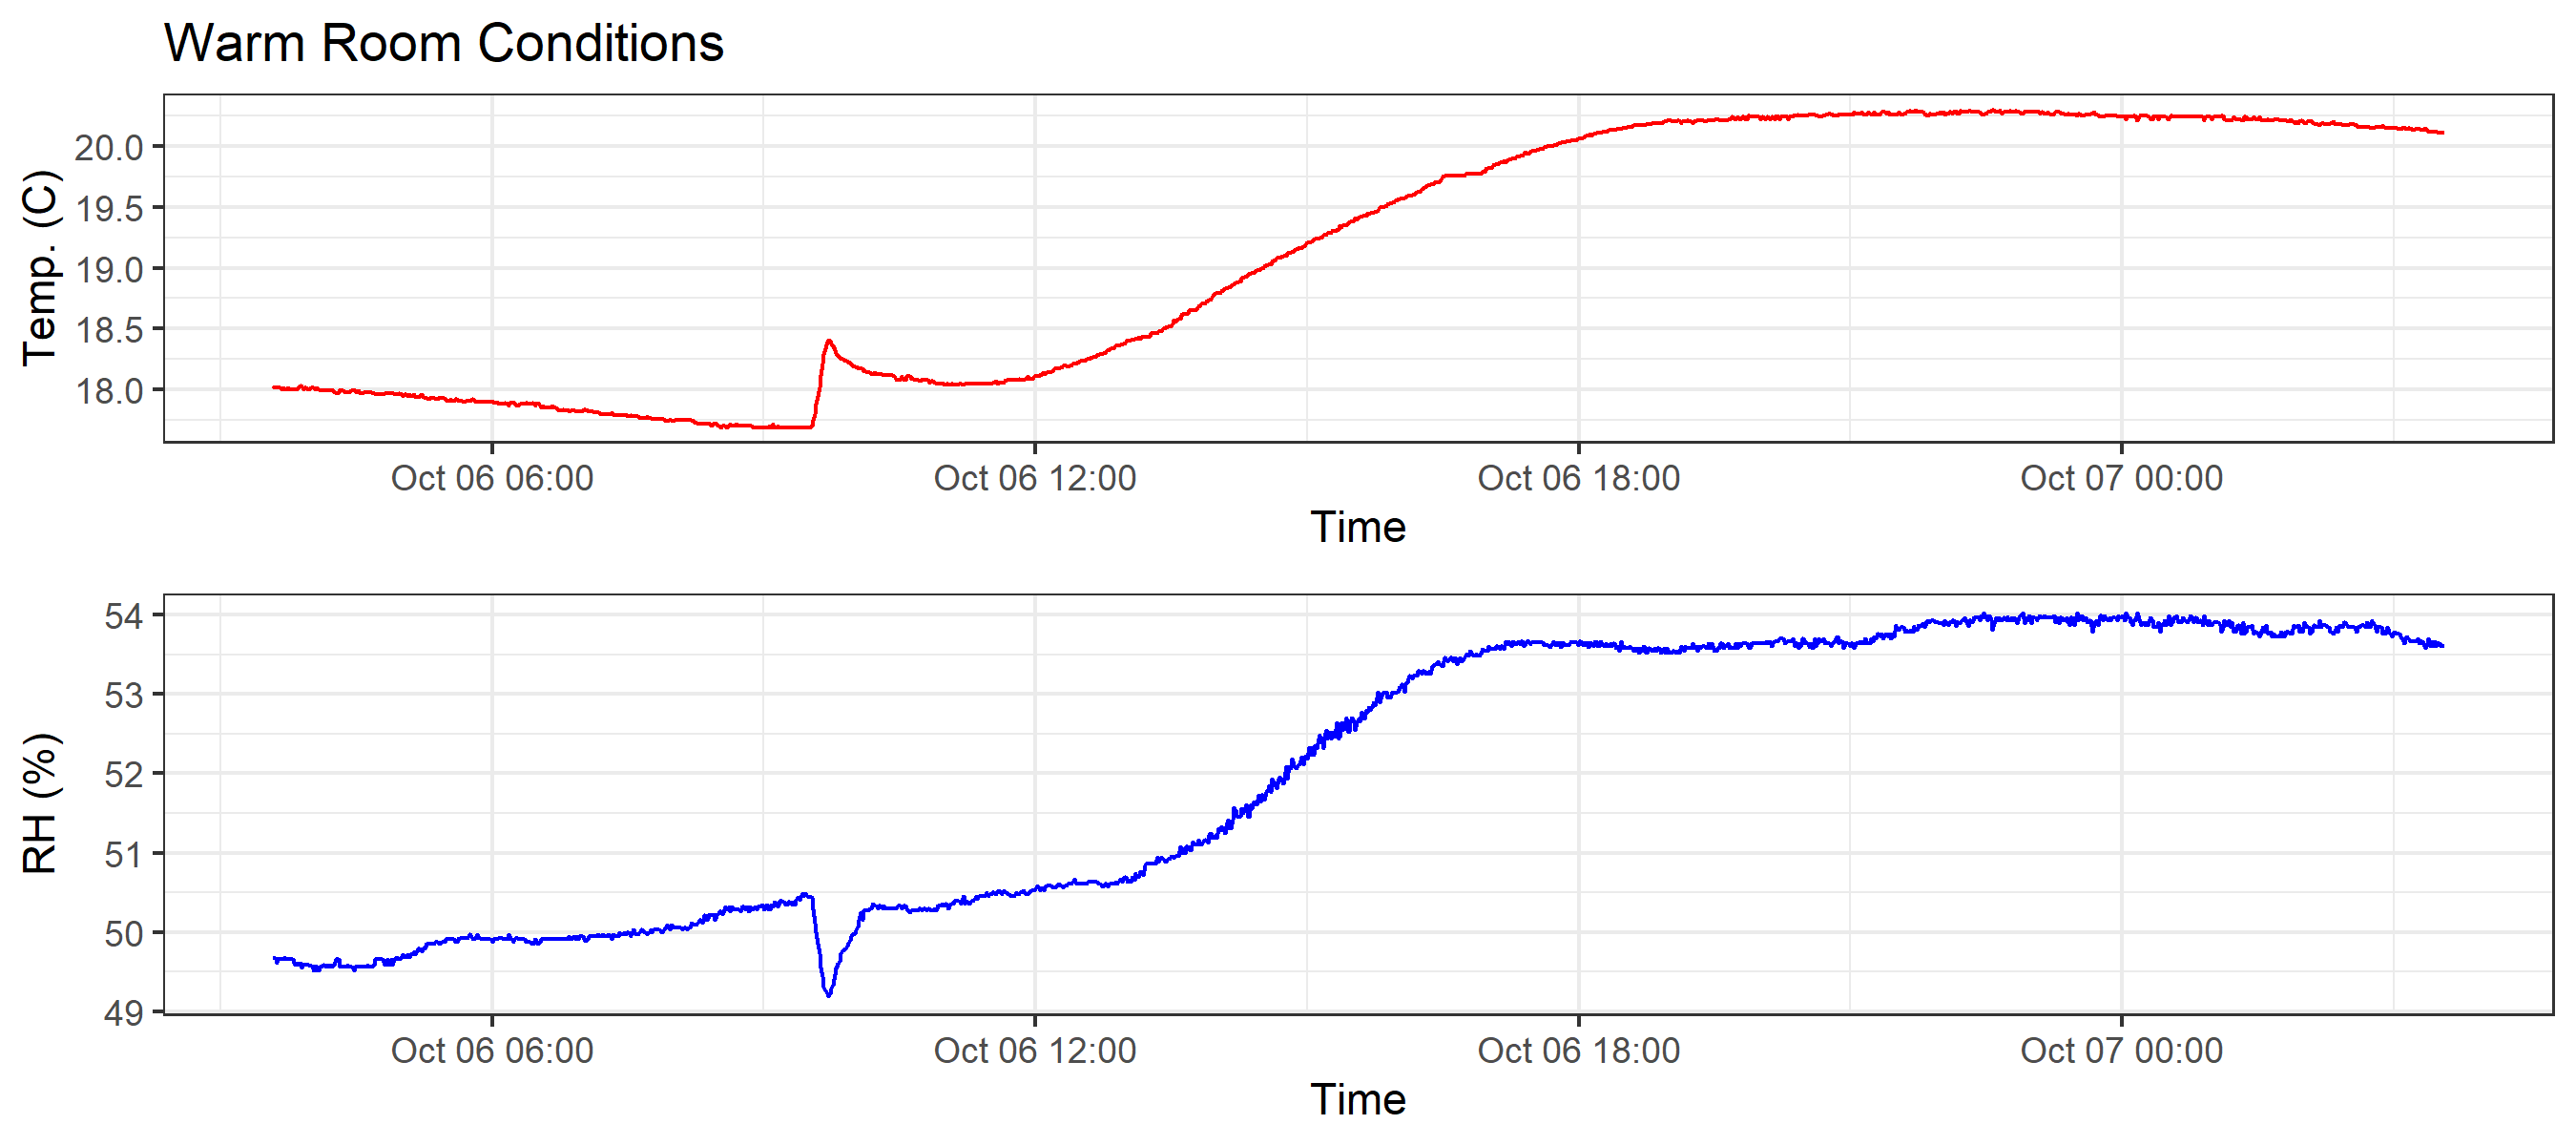 Warm Room Conditions
Temp. (C)
20.0
19.5
19.0
18.5
18.0
Oct 06 06:00 Oct 06 12:00 Oct 06 18:00 Oct 07 00:00
Time
RH (%)
54
53
52
51
50
49
Oct 06 06:00 Oct 06 12:00 Oct 06 18:00 Oct 07 00:00
Time